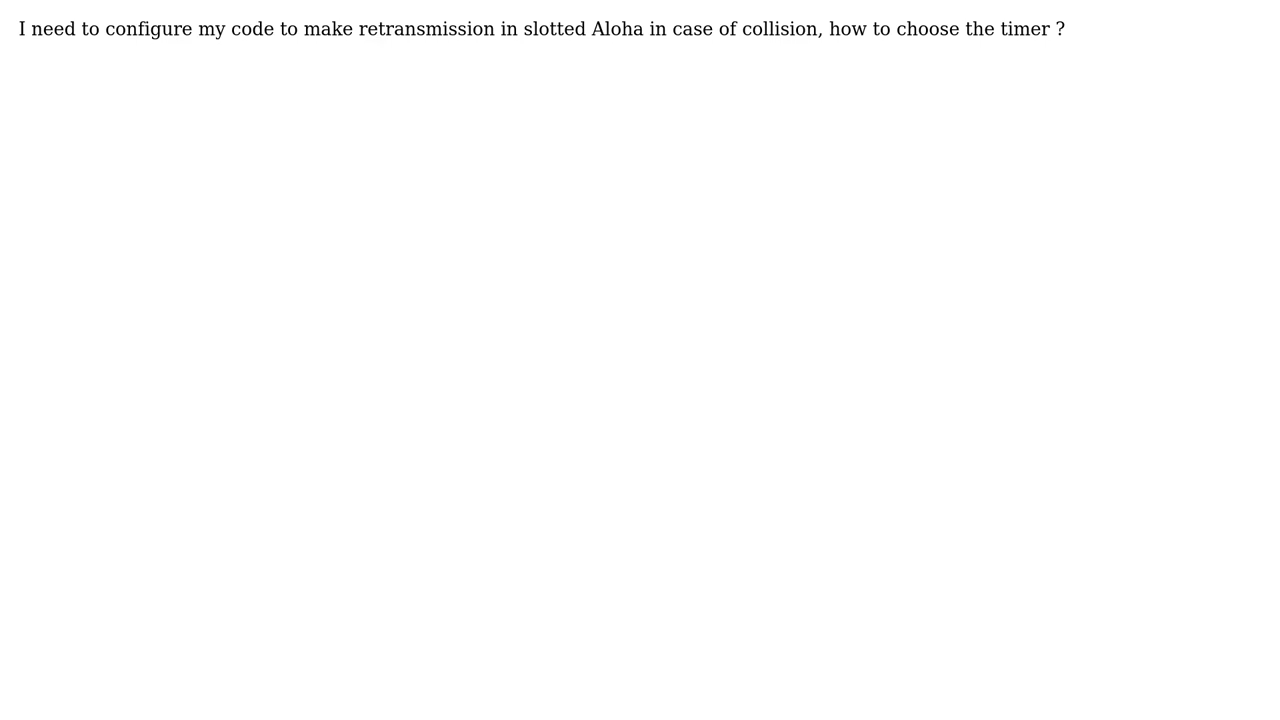 I need to configure my code to make retransmission in slotted Aloha in case of collision, how to choose the timer ?